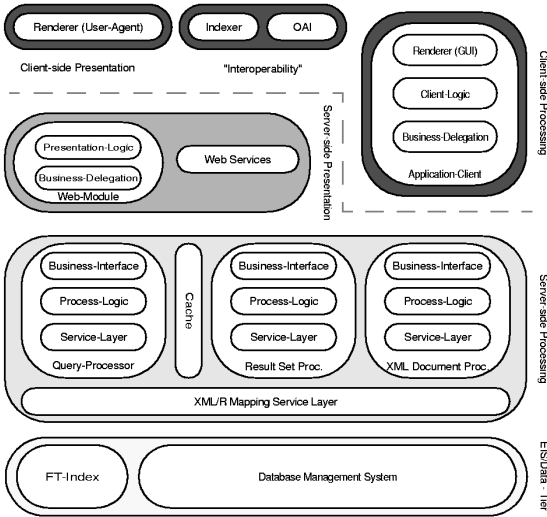 Renderer (User-Agent)
Indexer
OAI
Client-side Presentation
"Interoperability"
Renderer (GUI)
Client-Logic
Business-Delegation
Application-Client
Client-side Processing
Presentation-Logic
Business-Delegation
Web-Module
Web Services
Server-side Presentation
Business-Interface
Process-Logic
Service-Layer
Query-Processor
Cache
Business-Interface
Process-Logic
Service-Layer
Result Set Proc.
Business-Interface
Process-Logic
Service-Layer
XML Document Proc.
XML/R Mapping Service Layer
Server-side Processing
FT-Index
Database Management System
EIS/Data - Tier